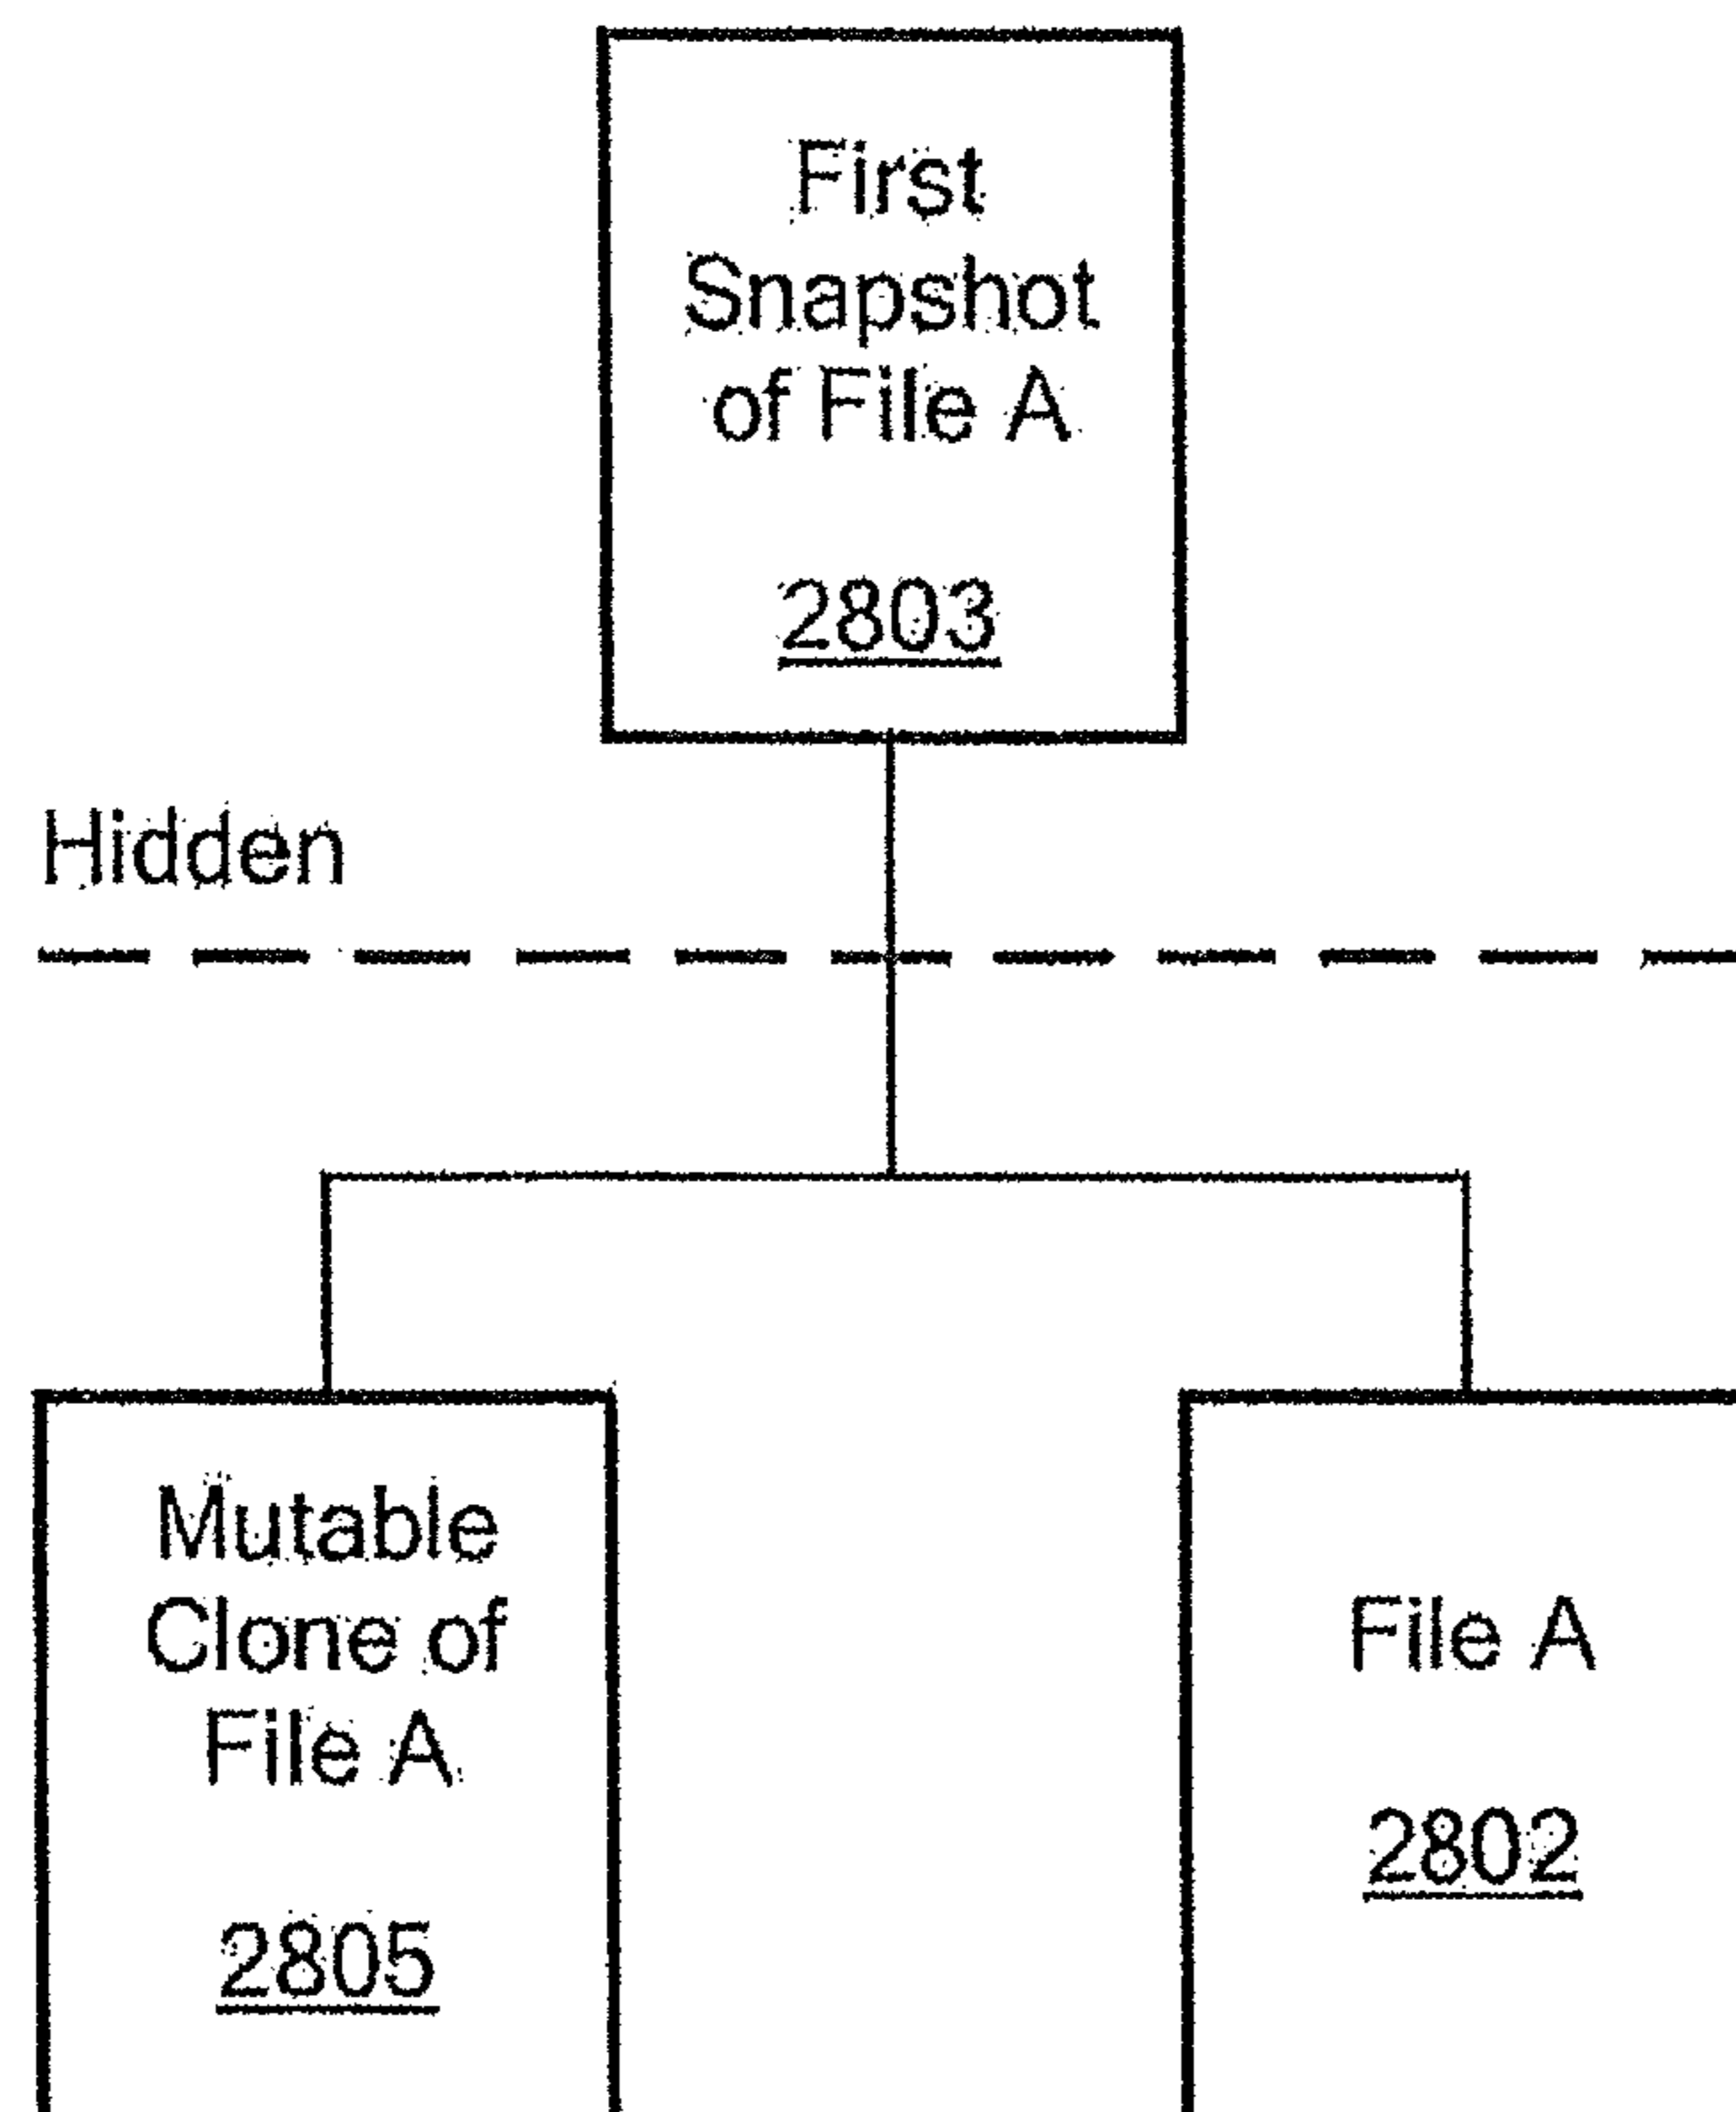 First
Snapshot
of File A
2803
Hidden
Mutable
Clone of
File A
2805
File A
2802